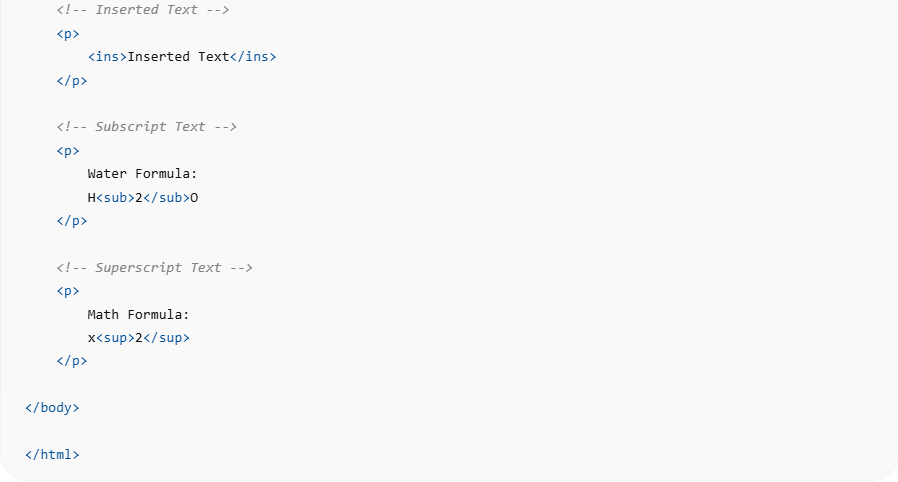 <!-- Inserted Text -->
<p>
<ins>Inserted Text</ins>
</p>
<!-- Subscript Text -->
<p>
Water Formula:
H<sub>2</sub>O
</p>
<!-- Superscript Text -->
<p>
Math Formula:
x<sup>2</sup>
</p>
</body>
</html>